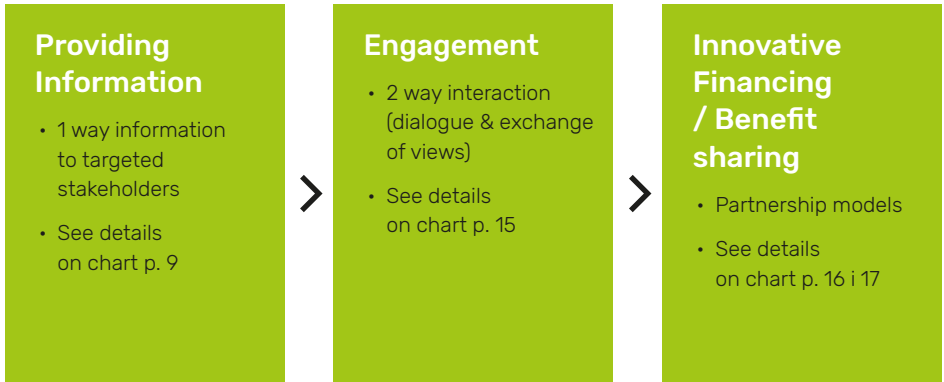 Providing
Information
• 1 way information
to targeted
stakeholders
• See details
on chart p. 9
Engagement
• 2 way interaction
(dialogue & exchange
of views)
• See details
on chart p. 15
Innovative
Financing
/ Benefit
sharing
• Partnership models
• See details
on chart p. 16 i 17